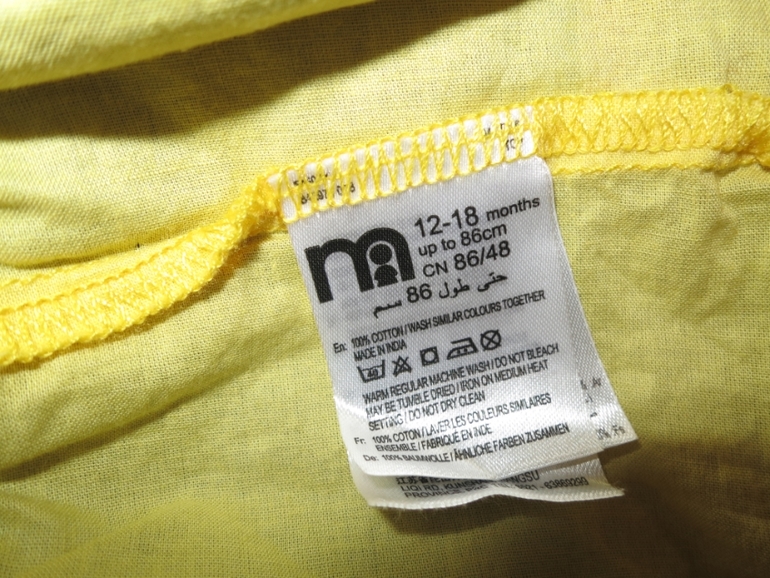 12-18 months
up to 86cm
CN 86/48
حتى طول 86 سم
En: 100% COTTON / WASH SIMILAR COLOURS TOGETHER
MADE IN INDIA
40
WARM REGULAR MACHINE WASH / DO NOT BLEACH
MAY BE TUMBLE DRIED / IRON ON MEDIUM HEAT
SETTING / DO NOT DRY CLEAN
Fr: 100% COTON / LAVER LES COULEURS SIMILAIRES
ENSEMBLE / FABRIQUÉ EN INDE
De: 100% BAUMWOLLE / ÄHNLICHE FARBEN ZUSAMMEN
LIQI RD,